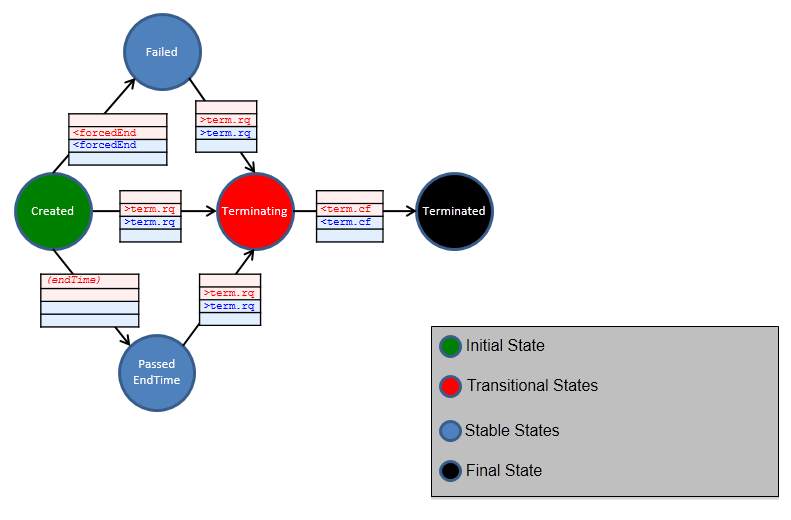 Failed
<forcedEnd
<forcedEnd
>term.rq
>term.rq
Created
>term.rq
>term.rq
Terminating
<term.cf
<term.cf
Terminated
(endTime)
>term.rq
>term.rq
Passed
EndTime
Initial State
Transitional States
Stable States
Final State